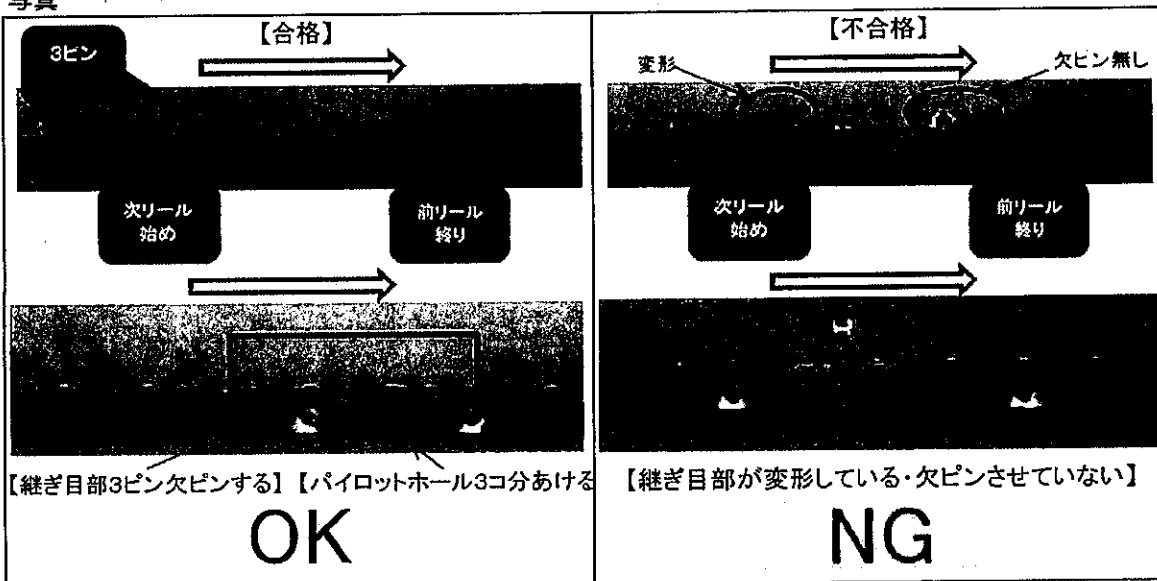 写真
【合格】
3ピン
次リール
始め
前リール
終り
【継ぎ目部3ピン欠ピンする】【パイロットホール3コ分あける
OK
【不合格】
変形
欠ピン無し
次リール
始め
前リール
終り
【継ぎ目部が変形している・欠ピンさせていない】
NG